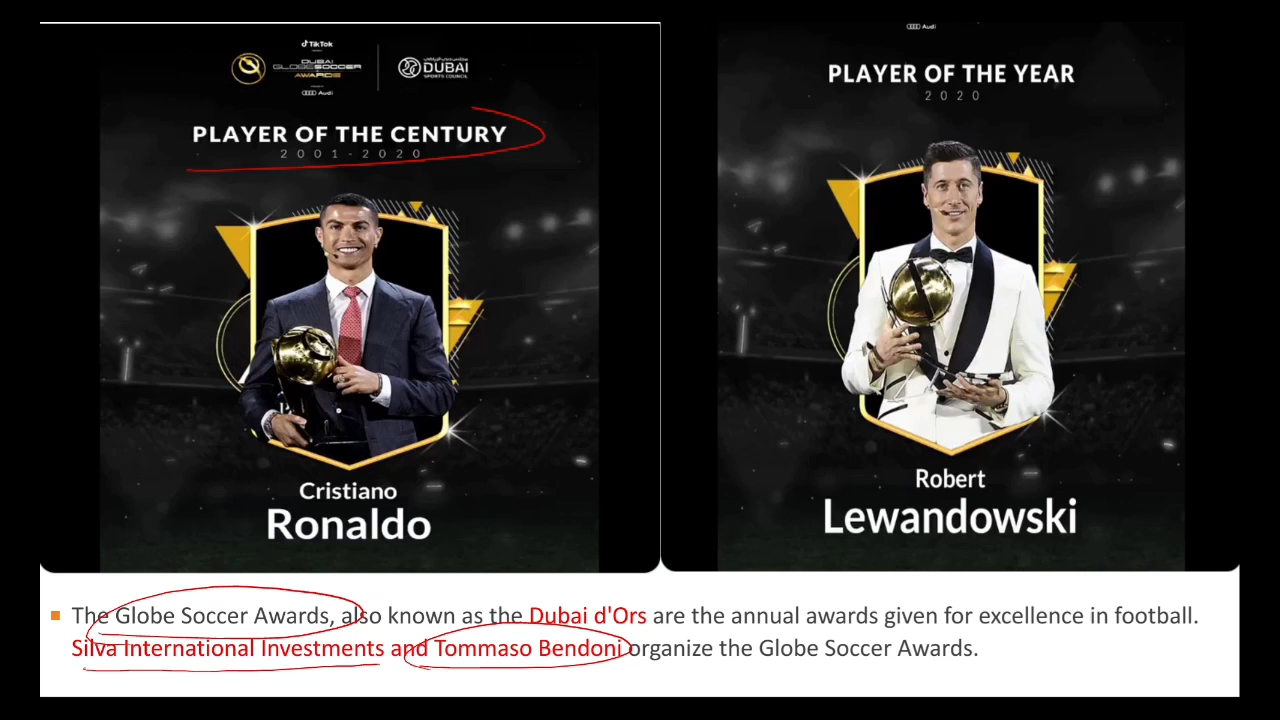 TikTok
DUBAI
GLOBE SOCCER
AWARDS
Audi
DUBAI
SPORTS COUNCIL
PLAYER OF THE CENTURY
2001-2020
Cristiano
Ronaldo
Audi
PLAYER OF THE YEAR
2020
Robert
Lewandowski
The Globe Soccer Awards, also known as the Dubai d'Ors are the annual awards given for excellence in football.
Silva International Investments and Tommaso Bendoni organize the Globe Soccer Awards.